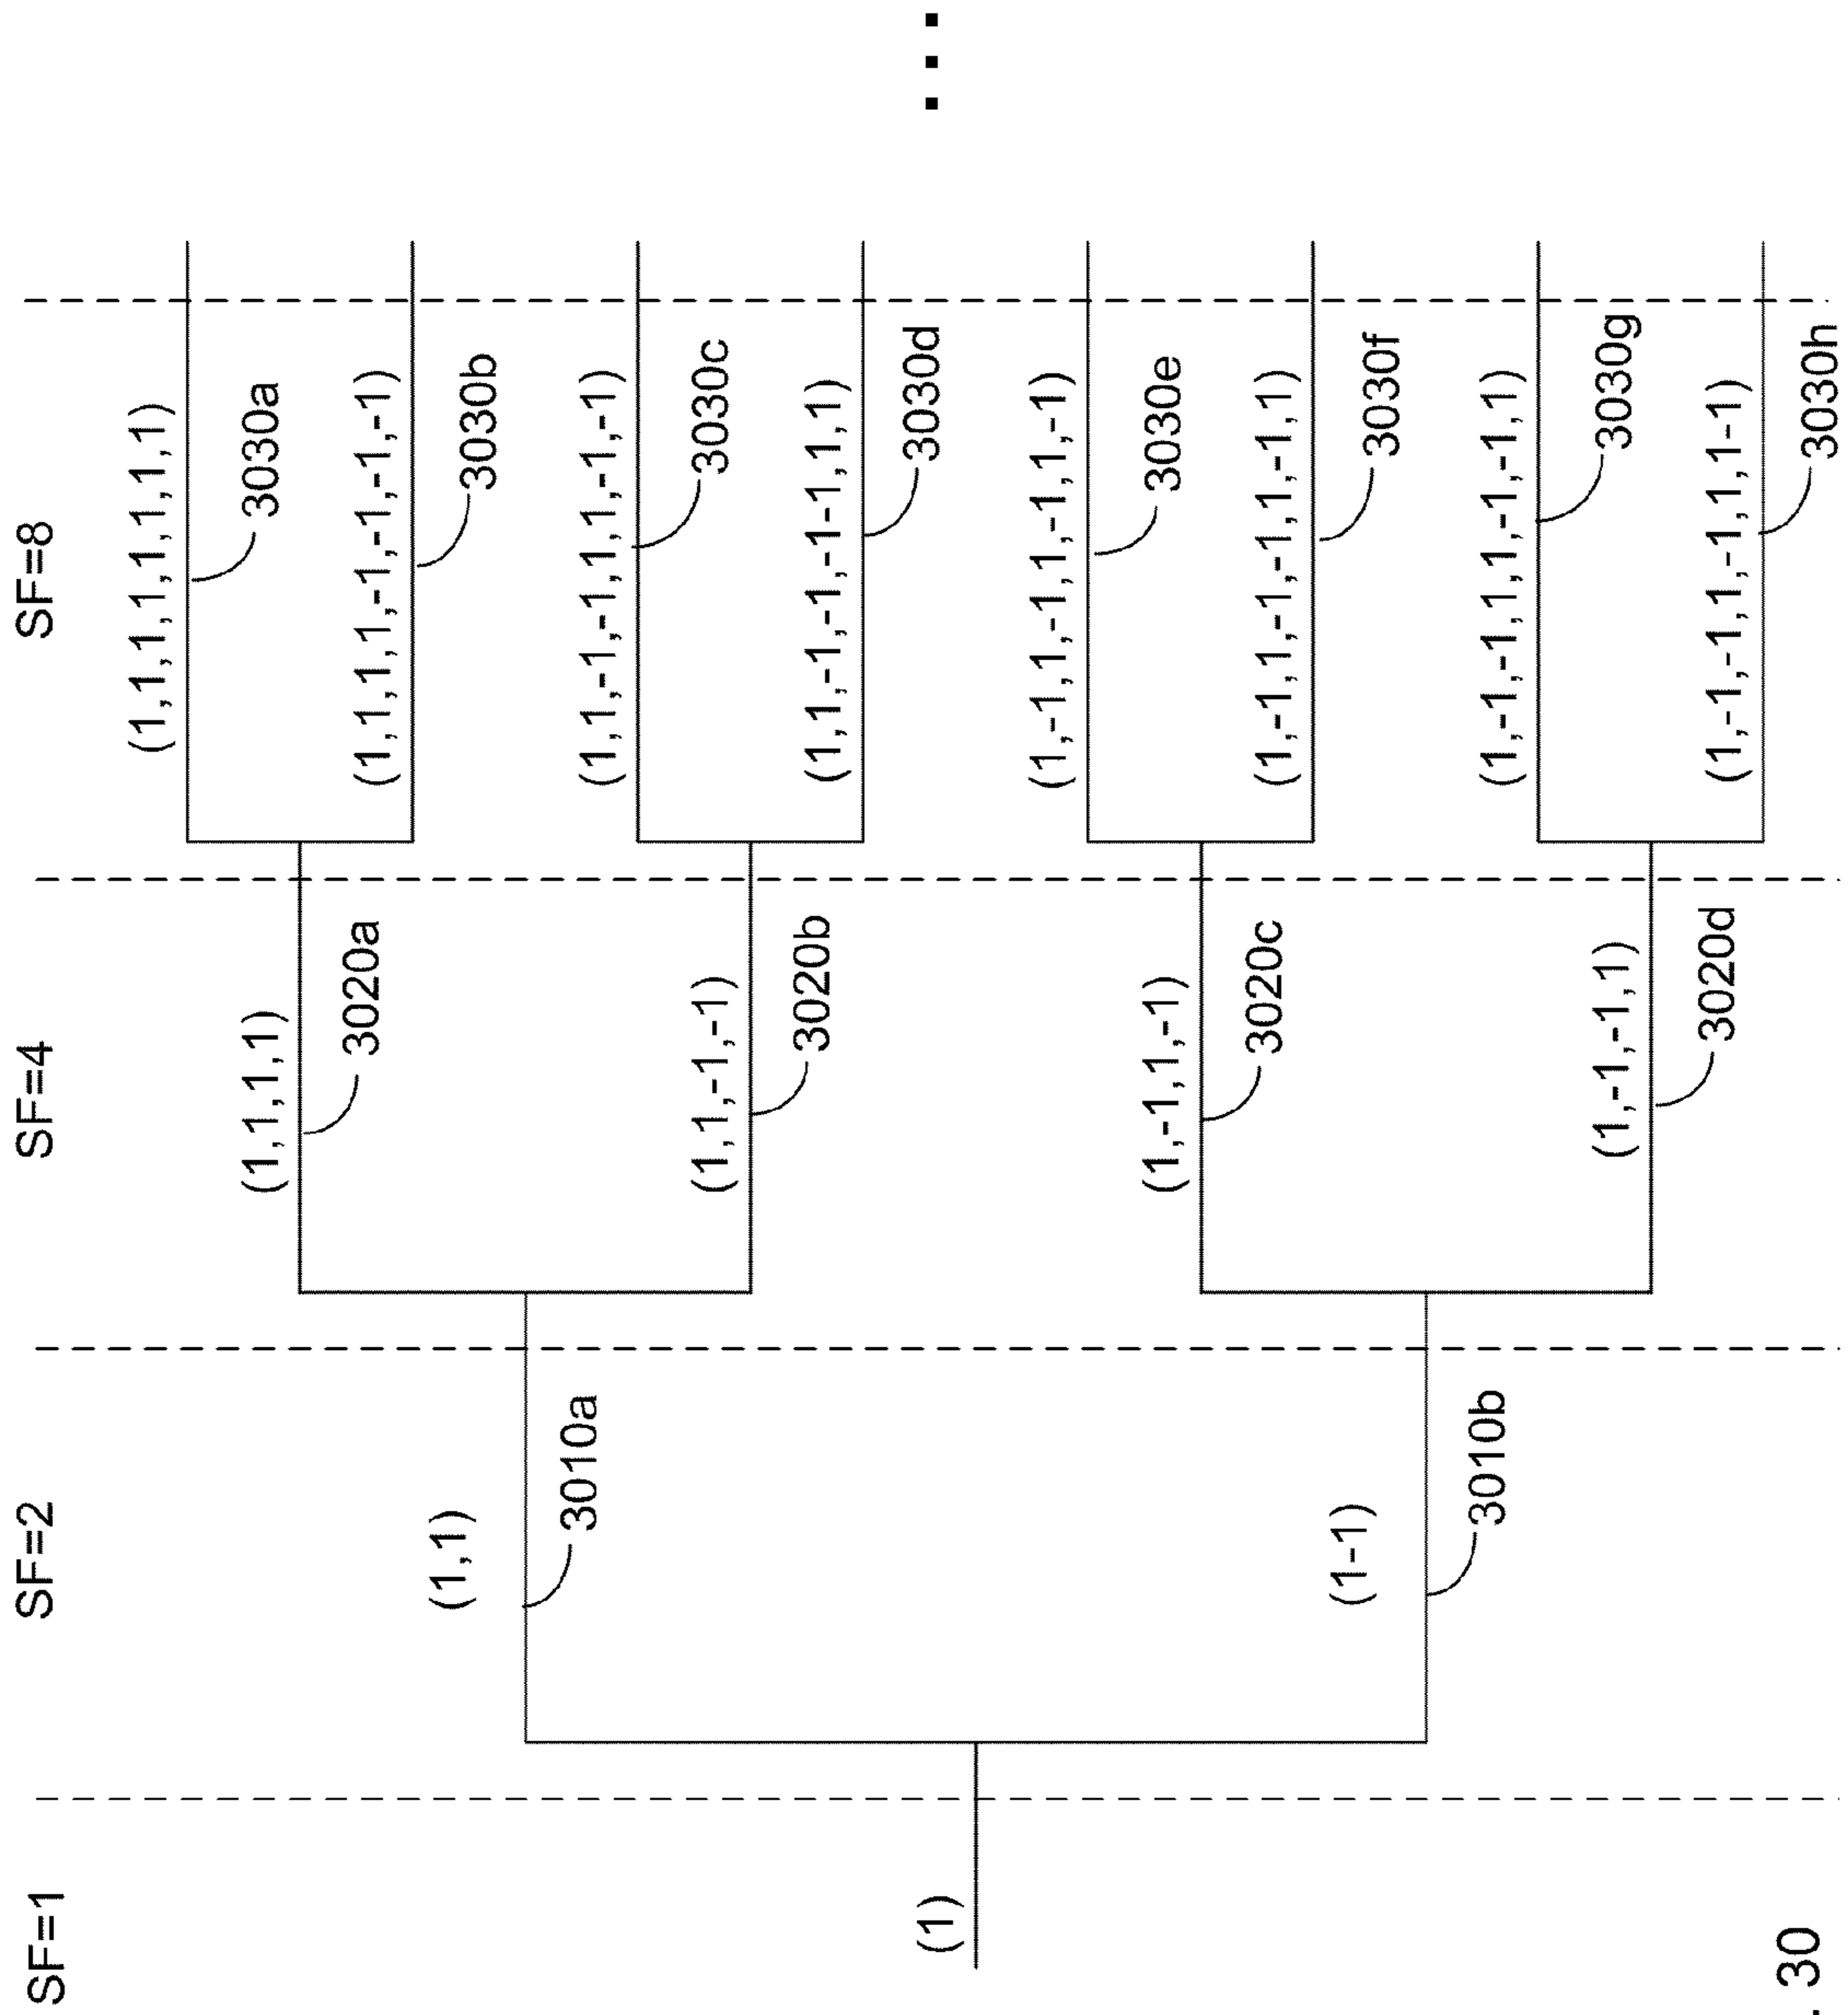 SF=1
SF=2
SF=4
SF=8
(1,1,1,1,1,1,1,1)
3030a
(1,1,1,1)
3020a
(1,1,1,1,-1,-1,-1,-1)
3030b
(1,1)
3010a
(1,1,-1,-1,1,1,-1,-1)
3030c
(1,1,-1,-1)
3020b
(1,1,-1,-1,-1-1,1,1)
3030d
(1)
...
(1,-1,1,-1,1,-1,1,-1)
3030e
(1,-1,1,-1)
3020c
(1,-1,1,-1,-1,1,-1,1)
3030f
(1-1)
3010b
(1,-1,-1,1,1,-1,-1,1)
3030g
(1,-1,-1,1)
3020d
(1,-1,-1,1,-1,1,1-1)
3030h
. 30